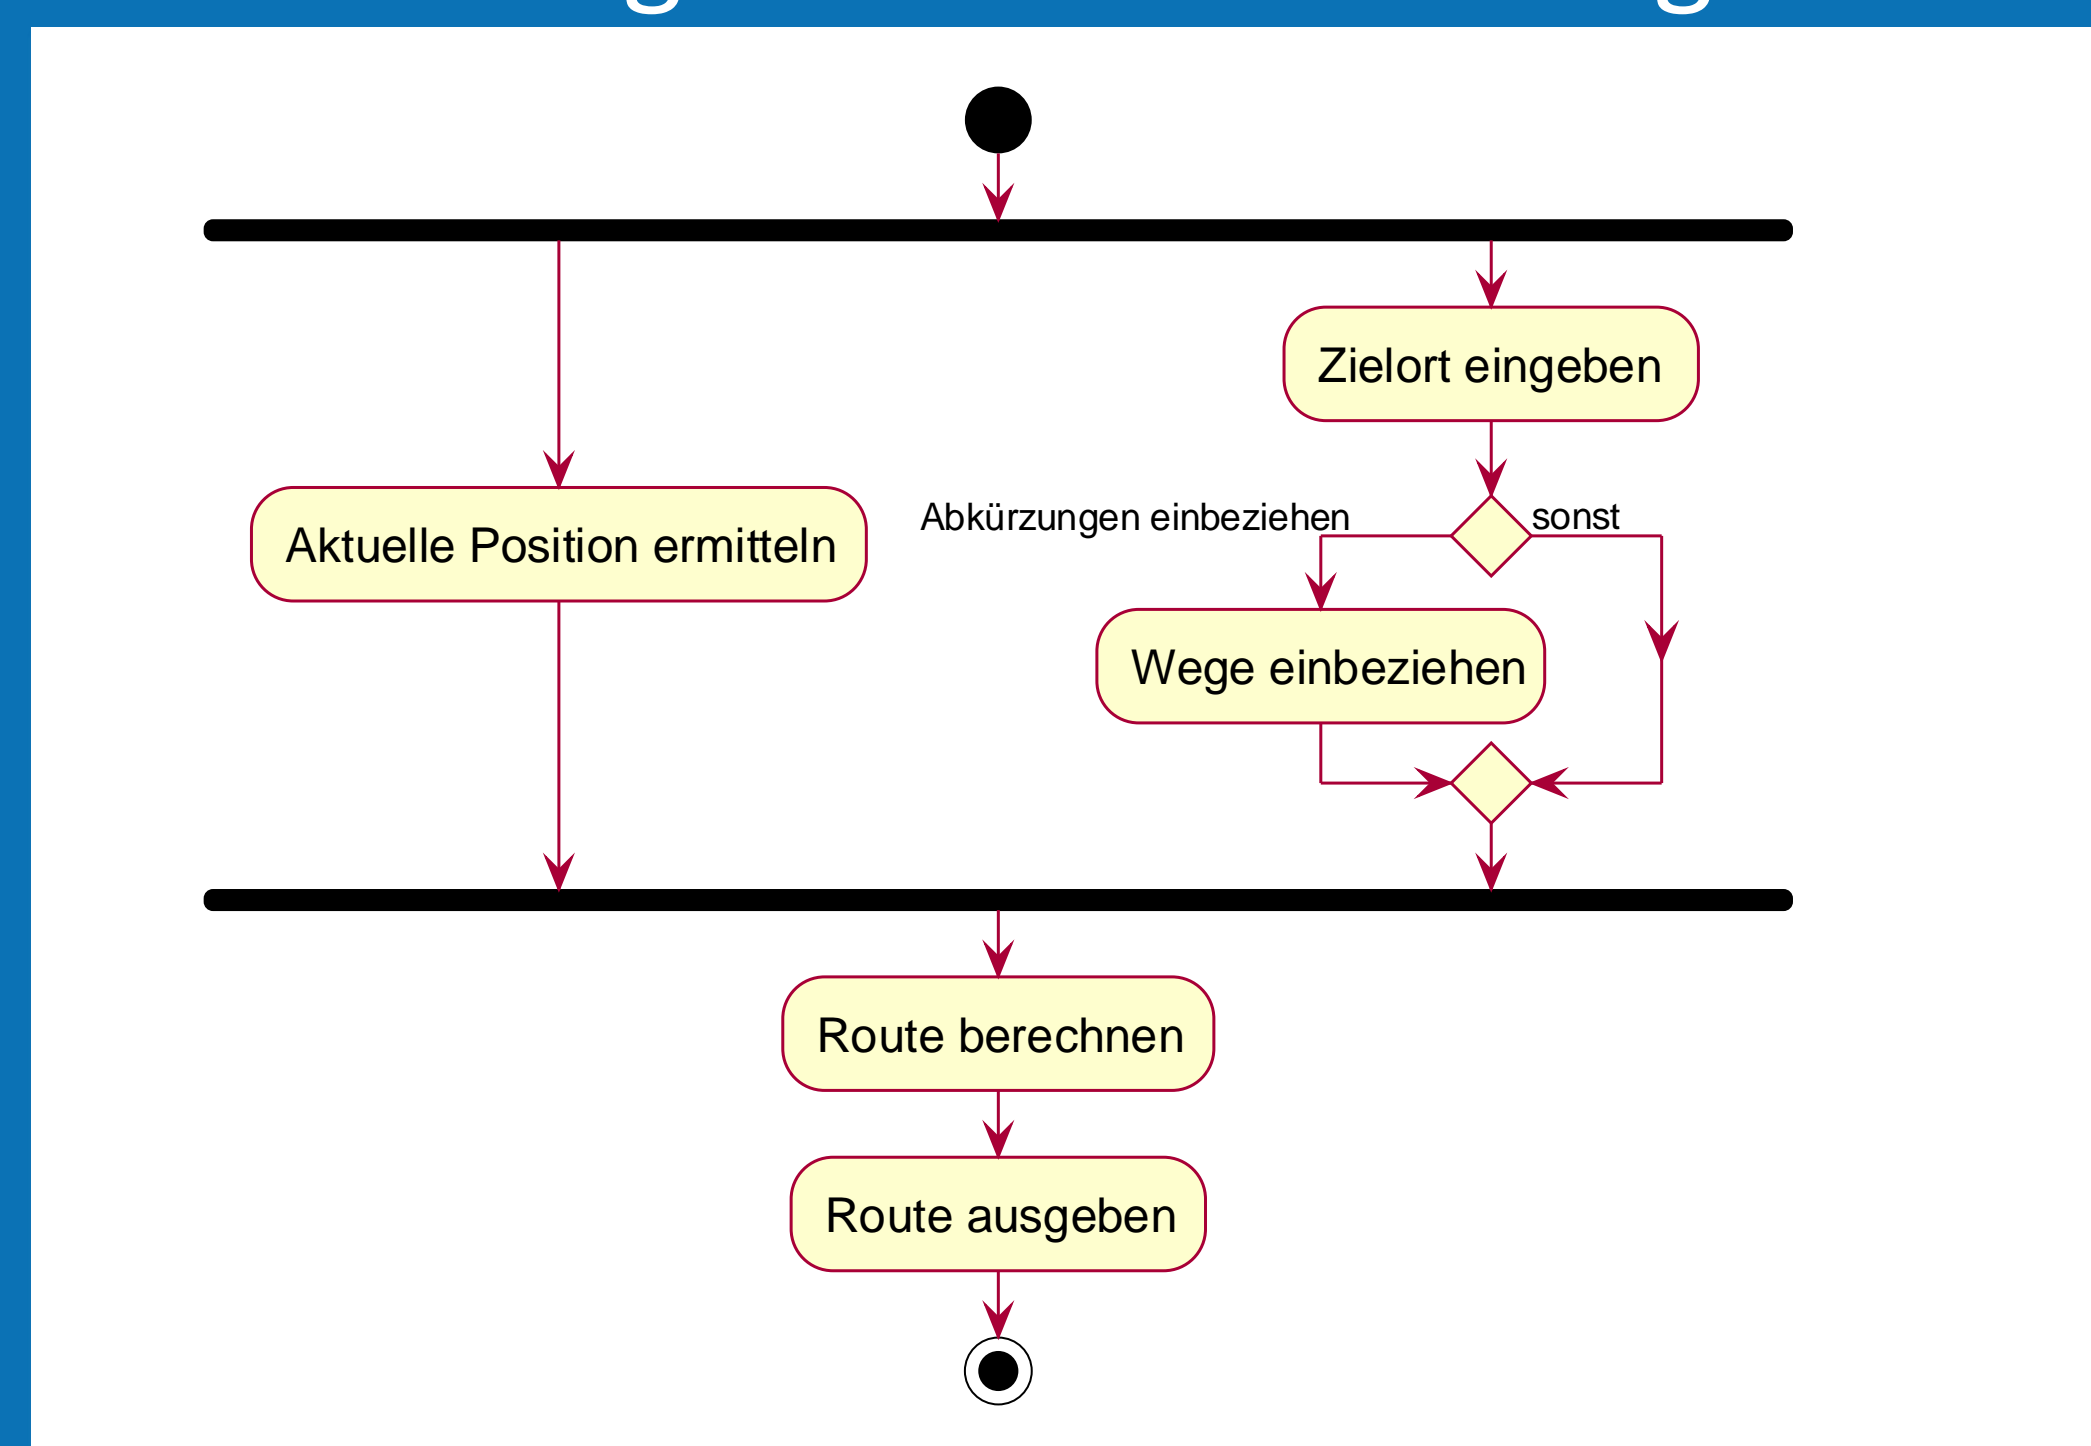 Zielort eingeben
Aktuelle Position ermitteln
Abkürzungen einbeziehen
sonst
Wege einbeziehen
Route berechnen
Route ausgeben